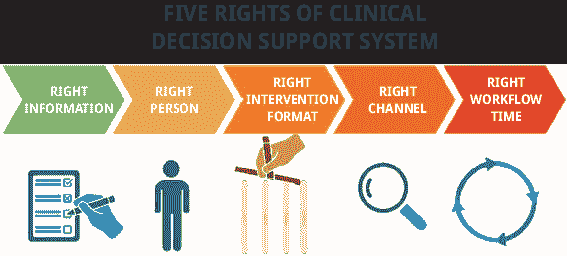 FIVE RIGHTS OF CLINICAL
DECISION SUPPORT SYSTEM
RIGHT
INFORMATION
RIGHT
PERSON
RIGHT
INTERVENTION
FORMAT
RIGHT
CHANNEL
RIGHT
WORKFLOW
TIME